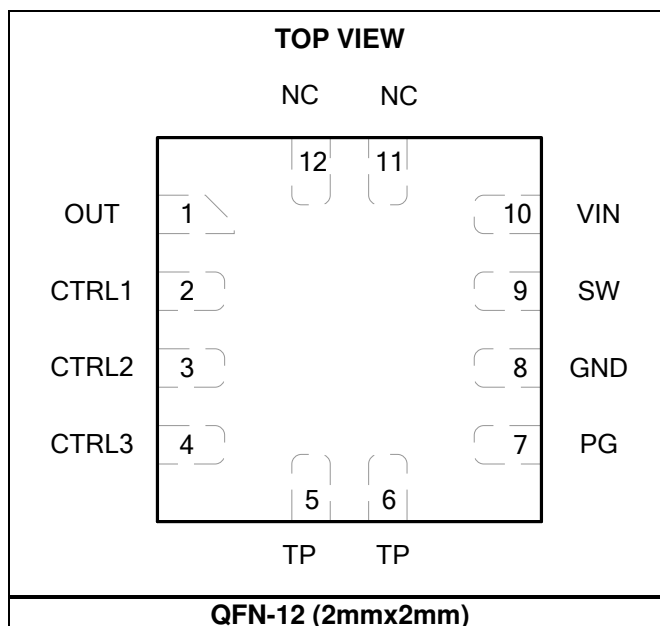 TOP VIEW
NC NC
12 11
OUT 1 10 VIN
CTRL1 2 9 SW
CTRL2 3 8 GND
CTRL3 4 7 PG
5 6
TP TP
QFN-12 (2mmx2mm)